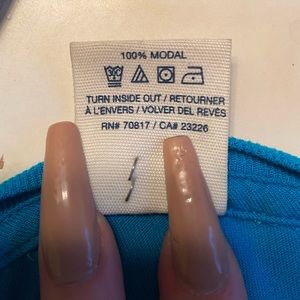 100% MODAL
TURN INSIDE OUT / RETOURNER
À L'ENVERS / VOLVER DEL REVÉS
RN# 70817 / CA# 23226